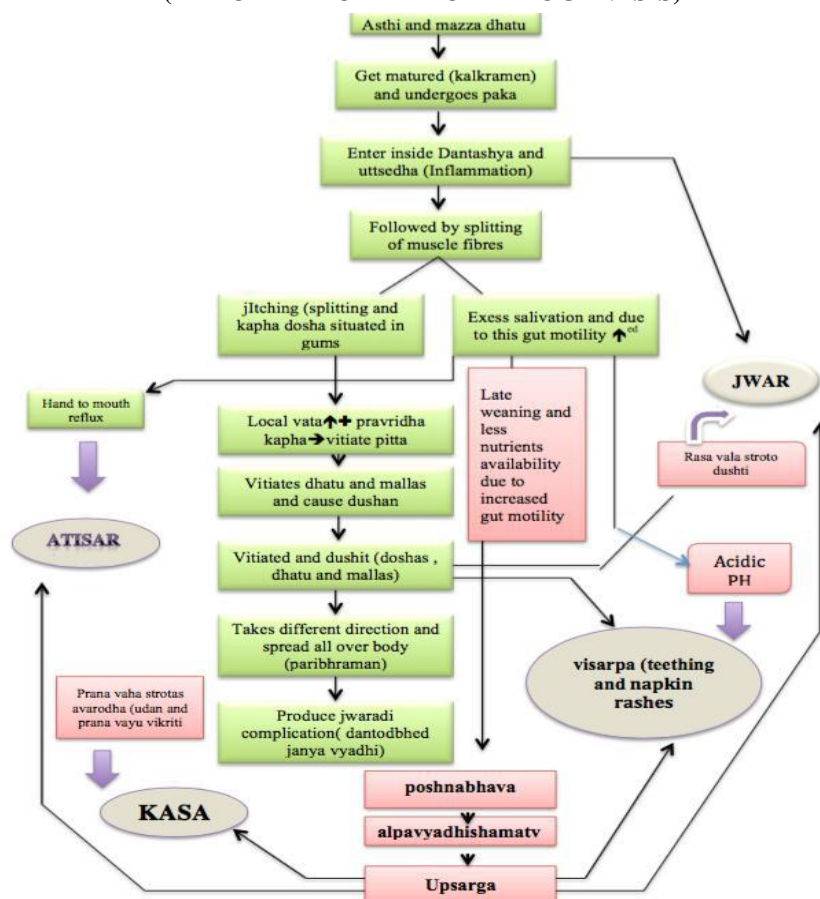 Asthi and mazza dhatu
Get matured (kalkramen)
and undergoes paka
Enter inside Dantashya and
uttsedha (Inflammation)
Followed by splitting
of muscle fibres
jItching (splitting and
kapha dosha situated in
gums
Exess salivation and due
to this gut motility 🡹ed
JWAR
Hand to mouth
reflux
Local vata🡹✚ pravridha
kapha➔vitiate pitta
Late
weaning and
less
nutrients
availability
due to
increased
gut motility
Rasa vala stroto
dushti
Vitiates dhatu and mallas
and cause dushan
ATISAR
Vitiated and dushit (doshas ,
dhatu and mallas)
Acidic
PH
Takes different direction and
spread all over body
(paribhraman)
visarpa (teething
and napkin
rashes
Prana vaha strotas
avarodha (udan and
prana vayu vikriti
Produce jwaradi
complication( dantodbhed
janya vyadhi)
KASA
poshnabhava
alpavyadhishamatv
Upsarga